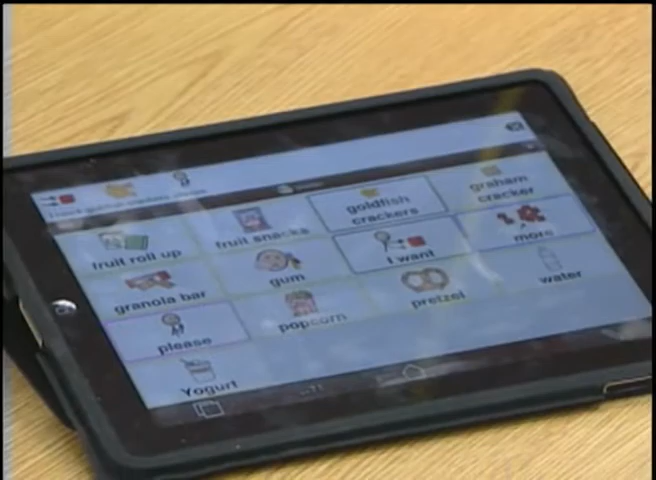 fruit roll up
fruit snacks
goldfish
crackers
graham
cracker
granola bar
gum
I want
more
please
popcorn
pretzel
water
Yogurt